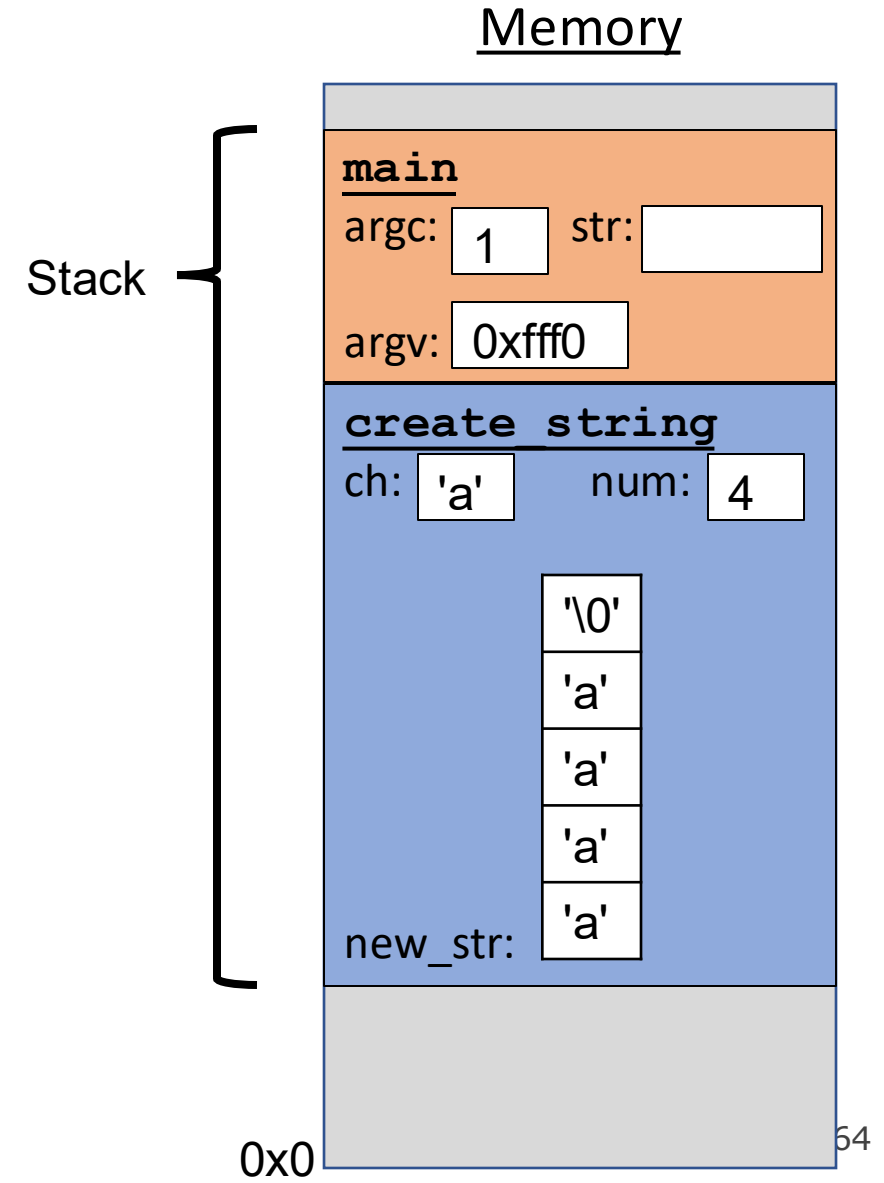 Memory
main
argc: 1 str:
Stack
argv: 0xfff0
create_string
ch: 'a' num: 4
'\0'
'a'
'a'
'a'
'a'
new_str:
64
0x0